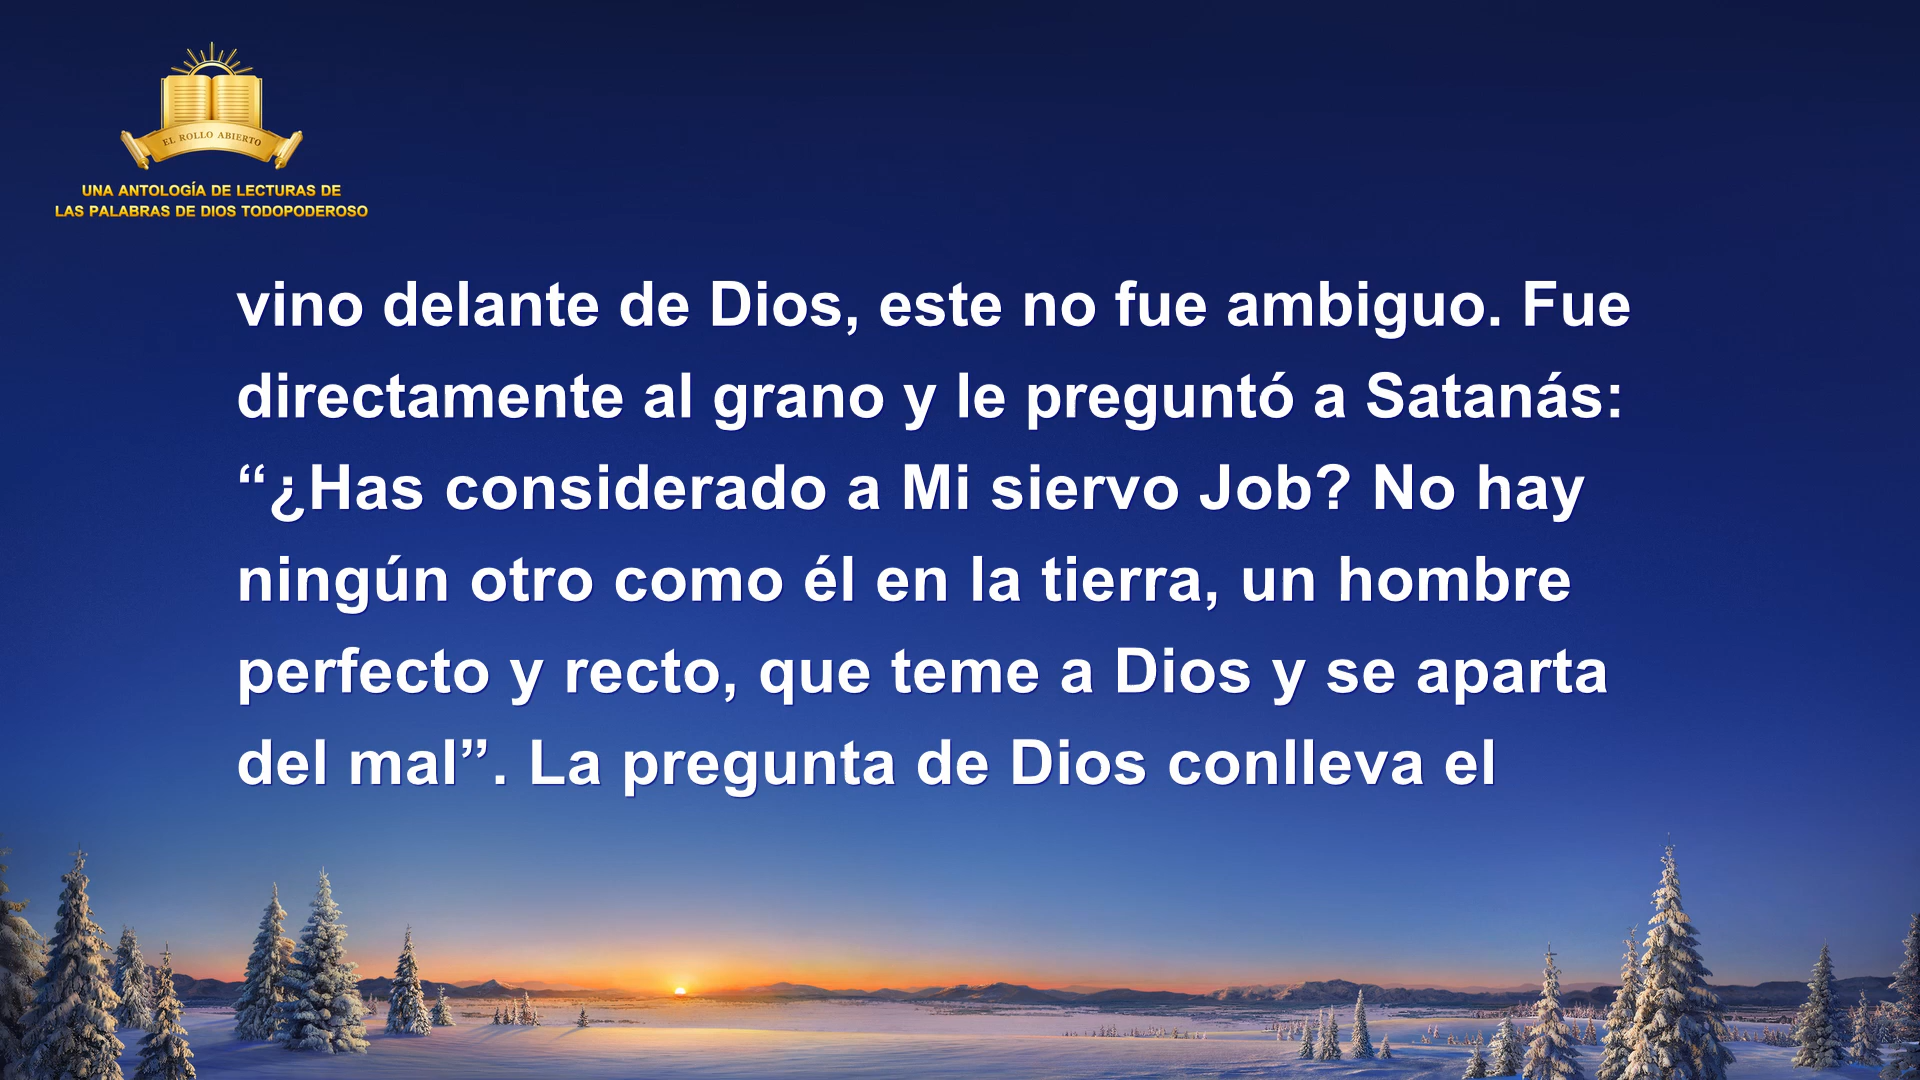 EL ROLLO ABIERTO
UNA ANTOLOGÍA DE LECTURAS DE
LAS PALABRAS DE DIOS TODOPODEROSO
vino delante de Dios, este no fue ambiguo. Fue
directamente al grano y le preguntó a Satanás:
“¿Has considerado a Mi siervo Job? No hay
ningún otro como él en la tierra, un hombre
perfecto y recto, que teme a Dios y se aparta
del mal”. La pregunta de Dios conlleva el